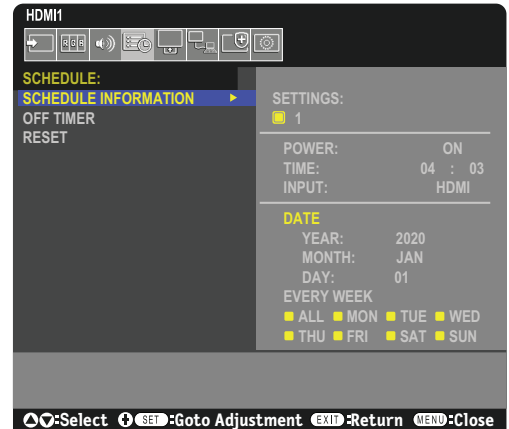 HDMI1
RGB
SCHEDULE:
SCHEDULE INFORMATION
OFF TIMER
RESET
SETTINGS:
1
POWER: ON
TIME: 04 : 03
INPUT: HDMI
DATE
YEAR: 2020
MONTH: JAN
DAY: 01
EVERY WEEK
ALL MON TUE WED
THU FRI SAT SUN
:Select SET :Goto Adjustment EXIT :Return MENU :Close